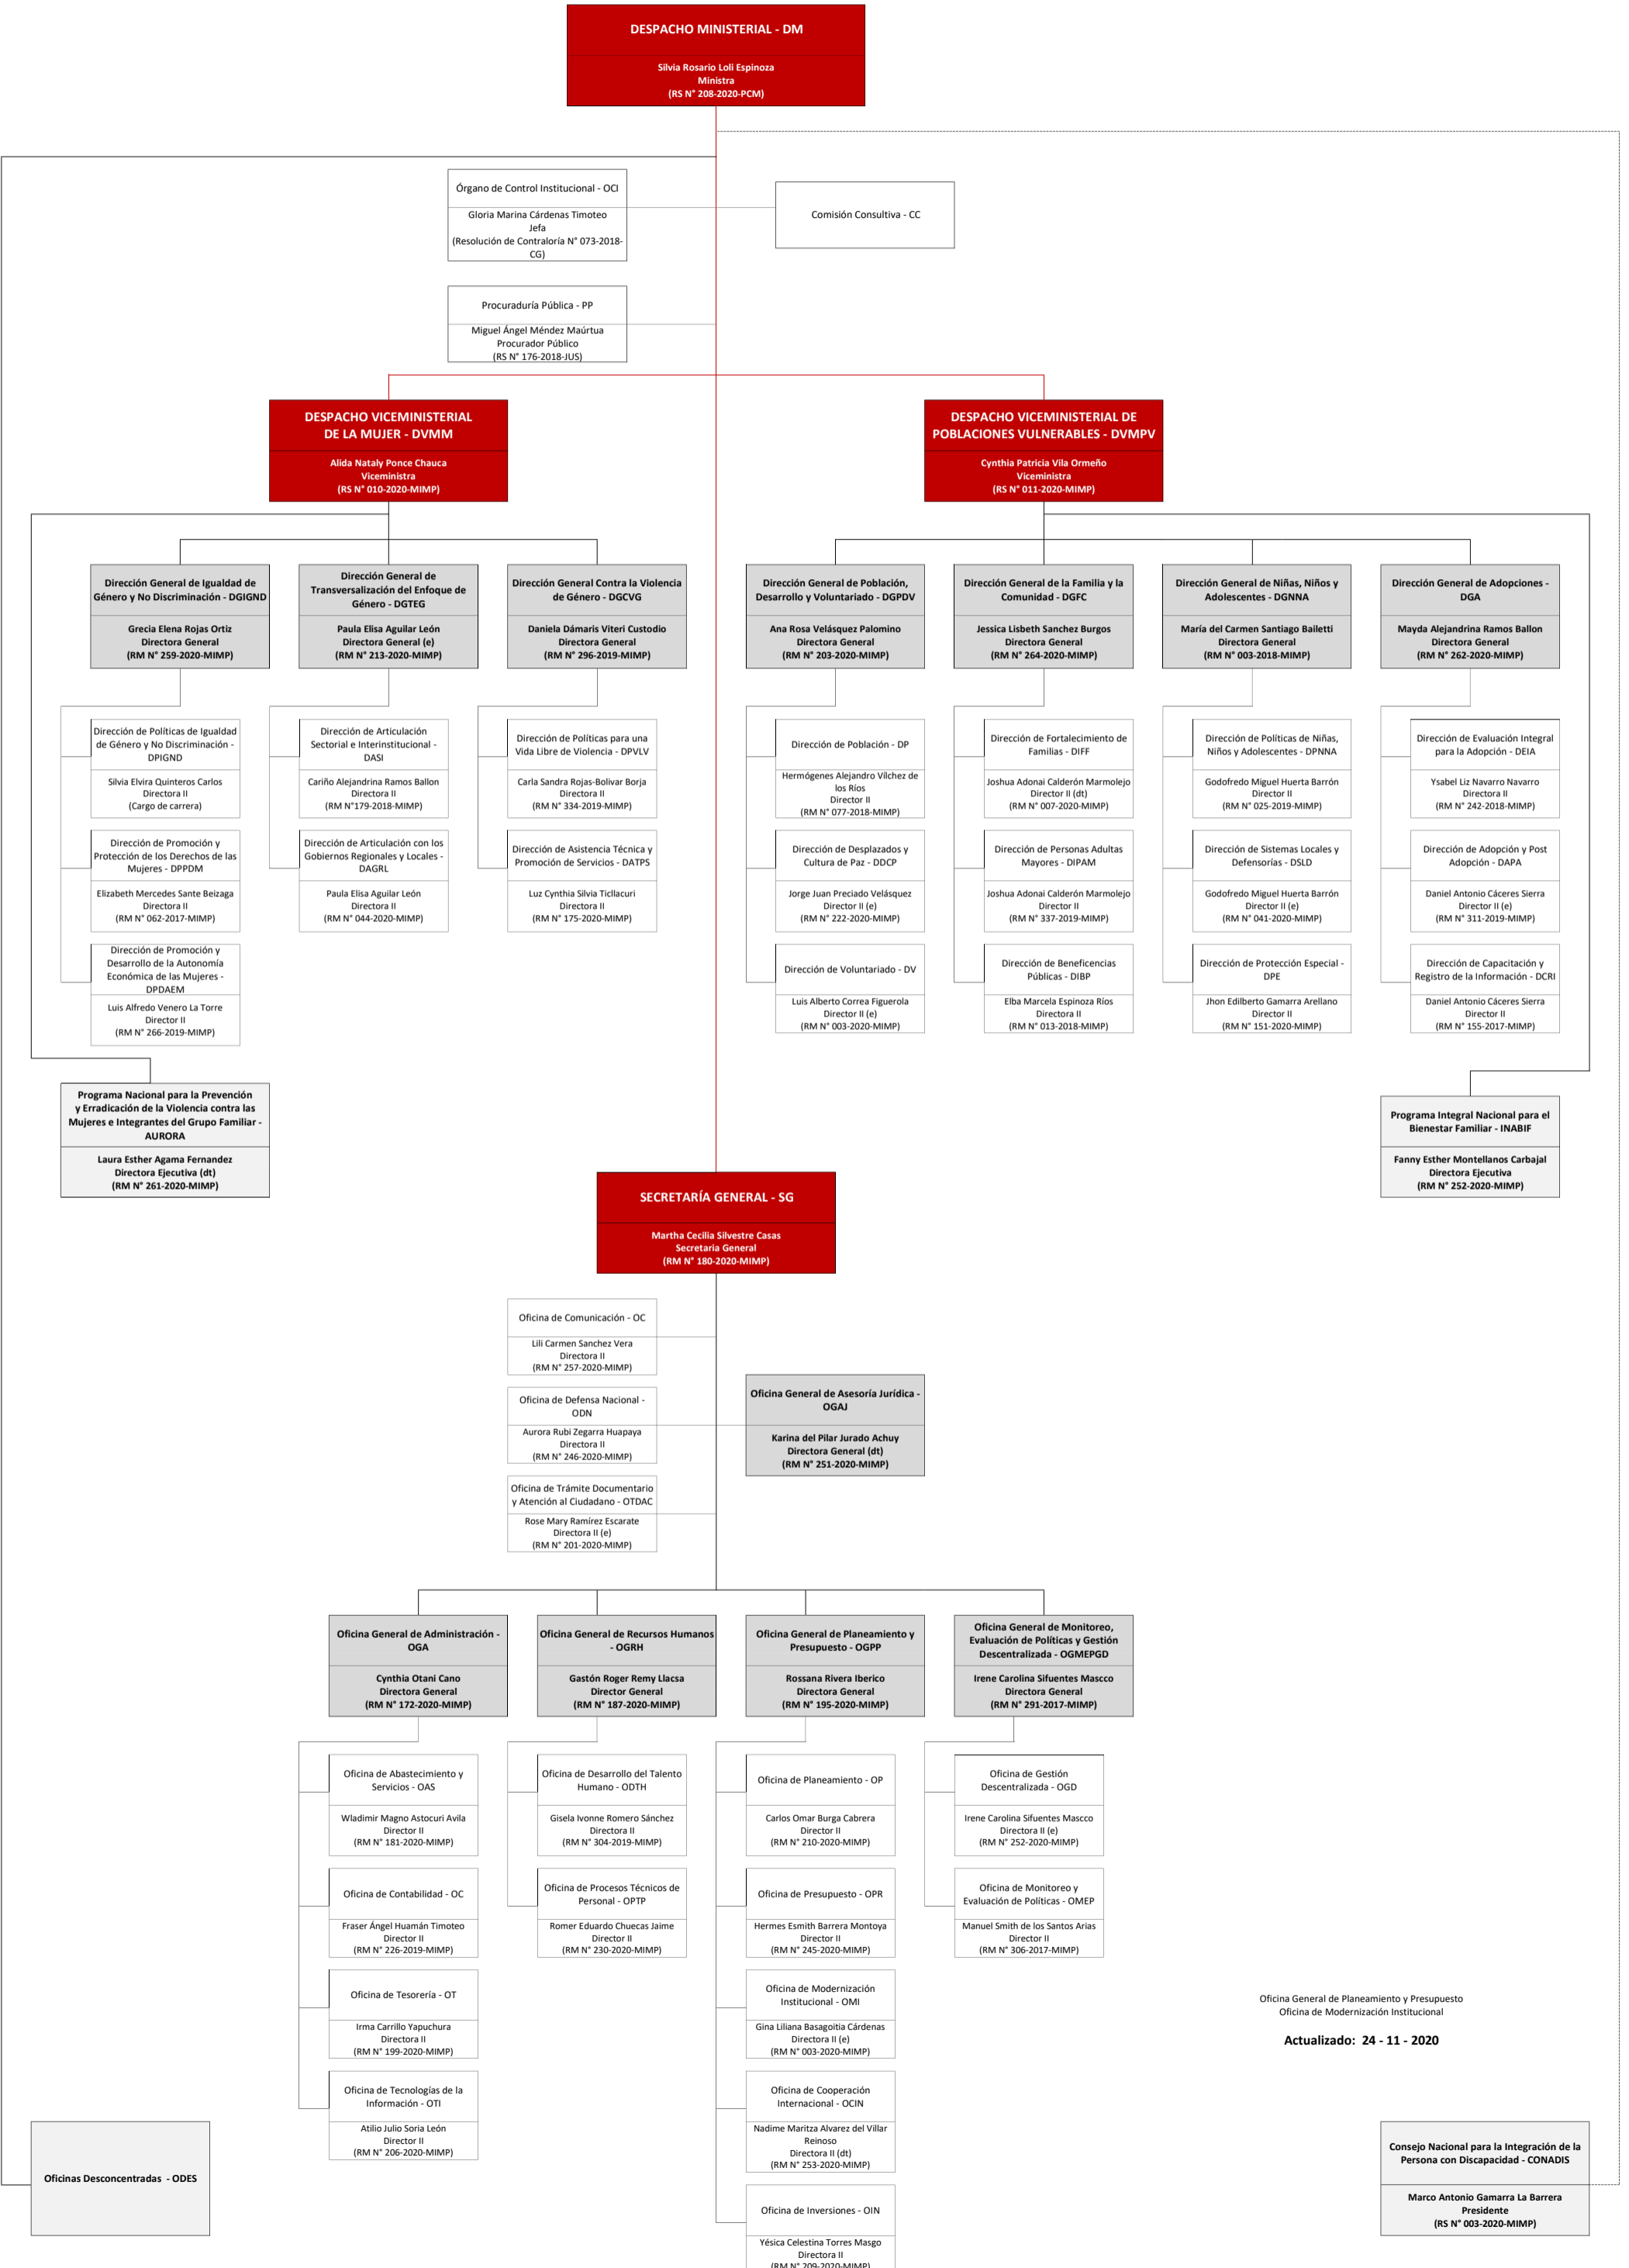 DESPACHO MINISTERIAL - DM
Silvia Rosario Loli Espinoza
Ministra
(RS N° 208-2020-PCM)
Órgano de Control Institucional - OCI
Gloria Marina Cárdenas Timoteo
Jefa
(Resolución de Contraloría N° 073-2018-
CG)
Comisión Consultiva - CC
Procuraduría Pública - PP
Miguel Ángel Méndez Maúrtua
Procurador Público
(RS N° 176-2018-JUS)
DESPACHO VICEMINISTERIAL
DE LA MUJER - DVMM
Alida Nataly Ponce Chauca
Viceministra
(RS N° 010-2020-MIMP)
DESPACHO VICEMINISTERIAL DE
POBLACIONES VULNERABLES - DVMPV
Cynthia Patricia Vila Ormeño
Viceministra
(RS N° 011-2020-MIMP)
Dirección General de Igualdad de
Género y No Discriminación - DGIGND
Grecia Elena Rojas Ortiz
Directora General
(RM N° 259-2020-MIMP)
Dirección General de
Transversalización del Enfoque de
Género - DGTEG
Paula Elisa Aguilar León
Directora General (e)
(RM N° 213-2020-MIMP)
Dirección General Contra la Violencia
de Género - DGCVG
Daniela Dámaris Viteri Custodio
Directora General
(RM N° 296-2019-MIMP)
Dirección General de Población,
Desarrollo y Voluntariado - DGPDV
Ana Rosa Velásquez Palomino
Directora General
(RM N° 203-2020-MIMP)
Dirección General de la Familia y la
Comunidad - DGFC
Jessica Lisbeth Sanchez Burgos
Directora General
(RM N° 264-2020-MIMP)
Dirección General de Niñas, Niños y
Adolescentes - DGNNA
María del Carmen Santiago Bailetti
Directora General
(RM N° 003-2018-MIMP)
Dirección General de Adopciones -
DGA
Mayda Alejandrina Ramos Ballon
Directora General
(RM N° 262-2020-MIMP)
Dirección de Políticas de Igualdad
de Género y No Discriminación -
DPIGND
Silvia Elvira Quinteros Carlos
Directora II
(Cargo de carrera)
Dirección de Articulación
Sectorial e Interinstitucional -
DASI
Cariño Alejandrina Ramos Ballon
Directora II
(RM N°179-2018-MIMP)
Dirección de Políticas para una
Vida Libre de Violencia - DPVLV
Carla Sandra Rojas-Bolivar Borja
Directora II
(RM N° 334-2019-MIMP)
Dirección de Población - DP
Hermógenes Alejandro Vílchez de
los Ríos
Director II
(RM N° 077-2018-MIMP)
Dirección de Fortalecimiento de
Familias - DIFF
Joshua Adonai Calderón Marmolejo
Director II (dt)
(RM N° 007-2020-MIMP)
Dirección de Políticas de Niñas,
Niños y Adolescentes - DPNNA
Godofredo Miguel Huerta Barrón
Director II
(RM N° 025-2019-MIMP)
Dirección de Evaluación Integral
para la Adopción - DEIA
Ysabel Liz Navarro Navarro
Directora II
(RM N° 242-2018-MIMP)
Dirección de Promoción y
Protección de los Derechos de las
Mujeres - DPPDM
Elizabeth Mercedes Sante Beizaga
Directora II
(RM N° 062-2017-MIMP)
Dirección de Articulación con los
Gobiernos Regionales y Locales -
DAGRL
Paula Elisa Aguilar León
Directora II
(RM N° 044-2020-MIMP)
Dirección de Asistencia Técnica y
Promoción de Servicios - DATPS
Luz Cynthia Silvia Ticllacuri
Directora II
(RM N° 175-2020-MIMP)
Dirección de Desplazados y
Cultura de Paz - DDCP
Jorge Juan Preciado Velásquez
Director II (e)
(RM N° 222-2020-MIMP)
Dirección de Personas Adultas
Mayores - DIPAM
Joshua Adonai Calderón Marmolejo
Director II
(RM N° 337-2019-MIMP)
Dirección de Sistemas Locales y
Defensorías - DSLD
Godofredo Miguel Huerta Barrón
Director II (e)
(RM N° 041-2020-MIMP)
Dirección de Adopción y Post
Adopción - DAPA
Daniel Antonio Cáceres Sierra
Director II (e)
(RM N° 311-2019-MIMP)
Dirección de Promoción y
Desarrollo de la Autonomía
Económica de las Mujeres -
DPDAEM
Luis Alfredo Venero La Torre
Director II
(RM N° 266-2019-MIMP)
Dirección de Voluntariado - DV
Luis Alberto Correa Figuerola
Director II (e)
(RM N° 003-2020-MIMP)
Dirección de Beneficencias
Públicas - DIBP
Elba Marcela Espinoza Ríos
Directora II
(RM N° 013-2018-MIMP)
Dirección de Protección Especial -
DPE
Jhon Edilberto Gamarra Arellano
Director II
(RM N° 151-2020-MIMP)
Dirección de Capacitación y
Registro de la Información - DCRI
Daniel Antonio Cáceres Sierra
Director II
(RM N° 155-2017-MIMP)
Programa Nacional para la Prevención
y Erradicación de la Violencia contra las
Mujeres e Integrantes del Grupo Familiar -
AURORA
Laura Esther Agama Fernandez
Directora Ejecutiva (dt)
(RM N° 261-2020-MIMP)
Programa Integral Nacional para el
Bienestar Familiar - INABIF
Fanny Esther Montellanos Carbajal
Directora Ejecutiva
(RM N° 252-2020-MIMP)
SECRETARÍA GENERAL - SG
Martha Cecilia Silvestre Casas
Secretaria General
(RM N° 180-2020-MIMP)
Oficina de Comunicación - OC
Lili Carmen Sanchez Vera
Directora II
(RM N° 257-2020-MIMP)
Oficina de Defensa Nacional -
ODN
Aurora Rubi Zegarra Huapaya
Directora II
(RM N° 246-2020-MIMP)
Oficina General de Asesoría Jurídica -
OGAJ
Karina del Pilar Jurado Achuy
Directora General (dt)
(RM N° 251-2020-MIMP)
Oficina de Trámite Documentario
y Atención al Ciudadano - OTDAC
Rose Mary Ramírez Escarate
Directora II (e)
(RM N° 201-2020-MIMP)
Oficina General de Administración -
OGA
Cynthia Otani Cano
Directora General
(RM N° 172-2020-MIMP)
Oficina General de Recursos Humanos
- OGRH
Gastón Roger Remy Llacsa
Director General
(RM N° 187-2020-MIMP)
Oficina General de Planeamiento y
Presupuesto - OGPP
Rossana Rivera Iberico
Directora General
(RM N° 195-2020-MIMP)
Oficina General de Monitoreo,
Evaluación de Políticas y Gestión
Descentralizada - OGMEPGD
Irene Carolina Sifuentes Mascco
Directora General
(RM N° 291-2017-MIMP)
Oficina de Abastecimiento y
Servicios - OAS
Wladimir Magno Astocuri Avila
Director II
(RM N° 181-2020-MIMP)
Oficina de Desarrollo del Talento
Humano - ODTH
Gisela Ivonne Romero Sánchez
Directora II
(RM N° 304-2019-MIMP)
Oficina de Planeamiento - OP
Carlos Omar Burga Cabrera
Director II
(RM N° 210-2020-MIMP)
Oficina de Gestión
Descentralizada - OGD
Irene Carolina Sifuentes Mascco
Directora II (e)
(RM N° 252-2020-MIMP)
Oficina de Contabilidad - OC
Fraser Ángel Huamán Timoteo
Director II
(RM N° 226-2019-MIMP)
Oficina de Procesos Técnicos de
Personal - OPTP
Romer Eduardo Chuecas Jaime
Director II
(RM N° 230-2020-MIMP)
Oficina de Presupuesto - OPR
Hermes Esmith Barrera Montoya
Director II
(RM N° 245-2020-MIMP)
Oficina de Monitoreo y
Evaluación de Políticas - OMEP
Manuel Smith de los Santos Arias
Director II
(RM N° 306-2017-MIMP)
Oficina de Tesorería - OT
Irma Carrillo Yapuchura
Directora II
(RM N° 199-2020-MIMP)
Oficina de Modernización
Institucional - OMI
Gina Liliana Basagoitia Cárdenas
Directora II (e)
(RM N° 003-2020-MIMP)
Oficina General de Planeamiento y Presupuesto
Oficina de Modernización Institucional
Actualizado: 24 - 11 - 2020
Oficina de Tecnologías de la
Información - OTI
Atilio Julio Soria León
Director II
(RM N° 206-2020-MIMP)
Oficina de Cooperación
Internacional - OCIN
Nadime Maritza Alvarez del Villar
Reinoso
Directora II (dt)
(RM N° 253-2020-MIMP)
Oficinas Desconcentradas - ODES
Consejo Nacional para la Integración de la
Persona con Discapacidad - CONADIS
Marco Antonio Gamarra La Barrera
Presidente
(RS N° 003-2020-MIMP)
Oficina de Inversiones - OIN
Yésica Celestina Torres Masgo
Directora II
(RM N° 209-2020-MIMP)